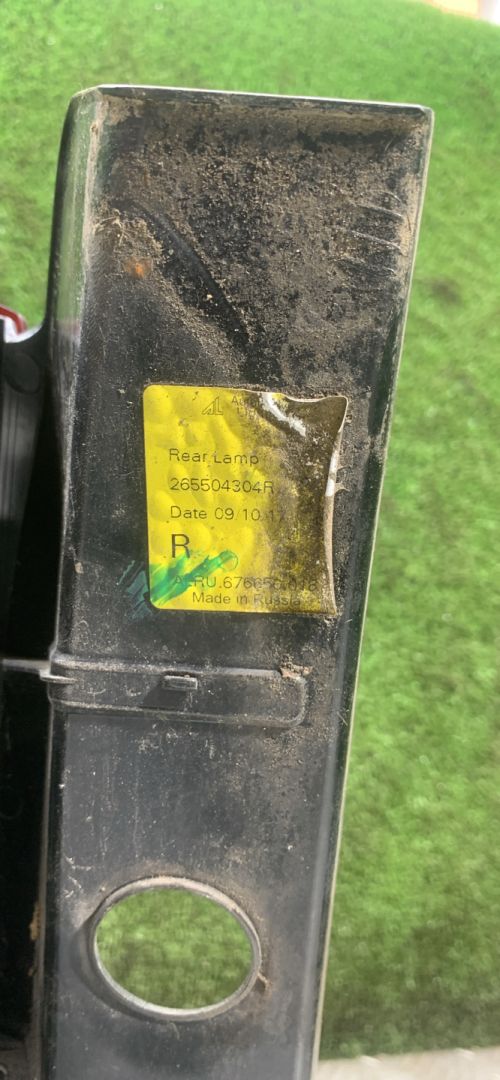 Rear Lamp
265504304R
Date 09 10 17
R
Made in Russia